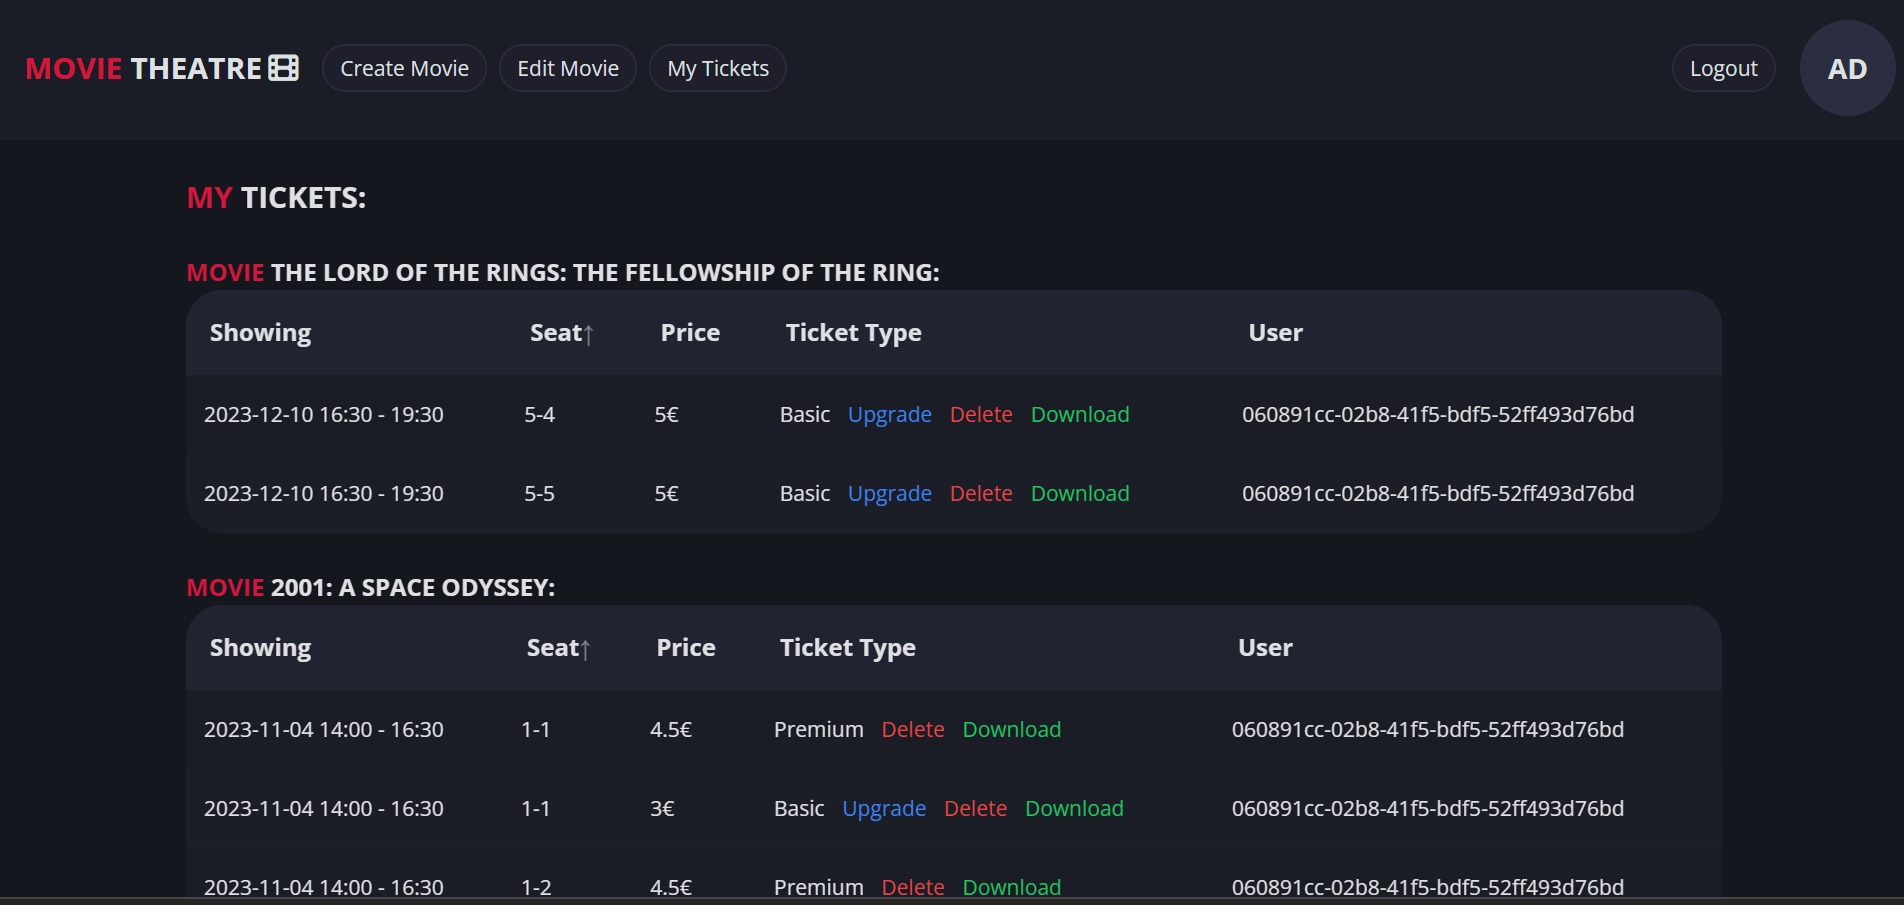 MOVIE THEATRE Create Movie Edit Movie My Tickets Logout AD
MY TICKETS:
MOVIE THE LORD OF THE RINGS: THE FELLOWSHIP OF THE RING:
Showing Seat↑ Price Ticket Type User
2023-12-10 16:30 - 19:30 5-4 5€ Basic Upgrade Delete Download 060891cc-02b8-41f5-bdf5-52ff493d76bd
2023-12-10 16:30 - 19:30 5-5 5€ Basic Upgrade Delete Download 060891cc-02b8-41f5-bdf5-52ff493d76bd
MOVIE 2001: A SPACE ODYSSEY:
Showing Seat↑ Price Ticket Type User
2023-11-04 14:00 - 16:30 1-1 4.5€ Premium Delete Download 060891cc-02b8-41f5-bdf5-52ff493d76bd
2023-11-04 14:00 - 16:30 1-1 3€ Basic Upgrade Delete Download 060891cc-02b8-41f5-bdf5-52ff493d76bd
2023-11-04 14:00 - 16:30 1-2 4.5€ Premium Delete Download 060891cc-02b8-41f5-bdf5-52ff493d76bd